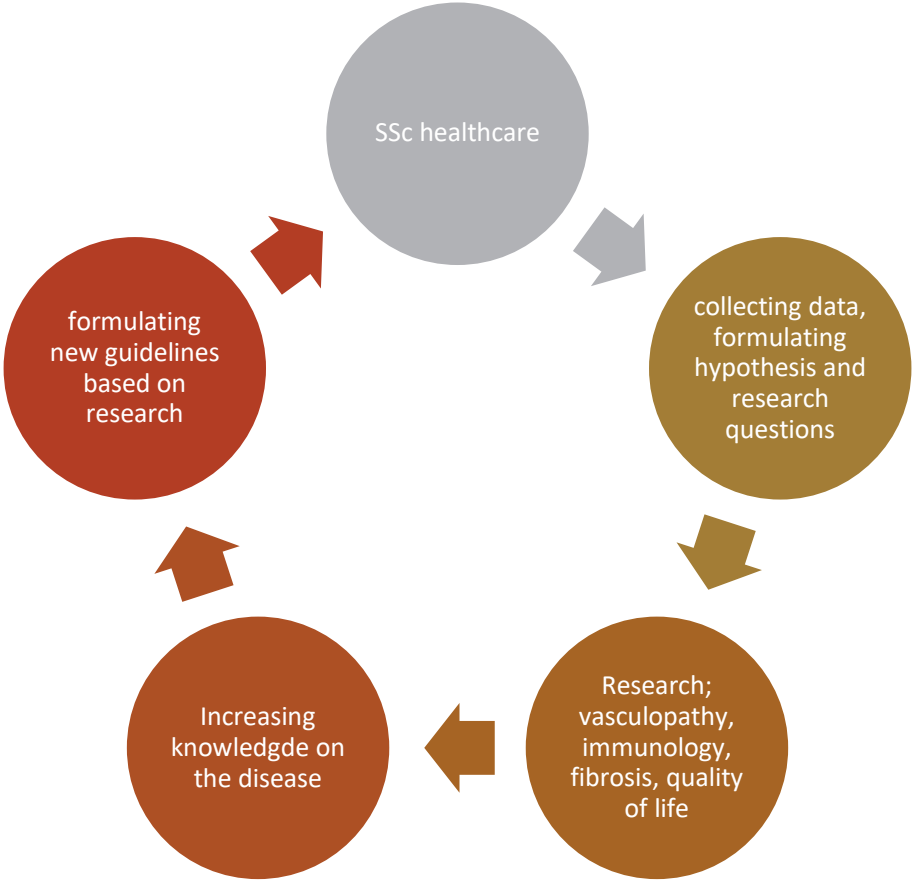 SSc healthcare
collecting data,
formulating
hypothesis and
research
questions
Research;
vasculopathy,
immunology,
fibrosis, quality
of life
Increasing
knowledgde on
the disease
formulating
new guidelines
based on
research